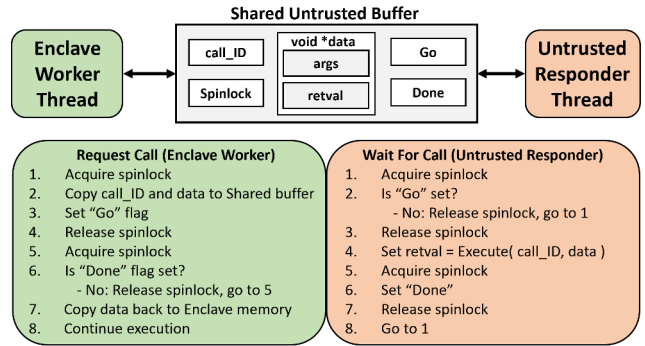 Shared Untrusted Buffer
Enclave
Worker
Thread
call_ID
Spinlock
void *data
args
retval
Go
Done
Untrusted
Responder
Thread
Request Call (Enclave Worker)
1. Acquire spinlock
2. Copy call_ID and data to Shared buffer
3. Set “Go” flag
4. Release spinlock
5. Acquire spinlock
6. Is “Done” flag set?
- No: Release spinlock, go to 5
7. Copy data back to Enclave memory
8. Continue execution
Wait For Call (Untrusted Responder)
1. Acquire spinlock
2. Is “Go” set?
- No: Release spinlock, go to 1
3. Release spinlock
4. Set retval = Execute( call_ID, data )
5. Acquire spinlock
6. Set “Done”
7. Release spinlock
8. Go to 1